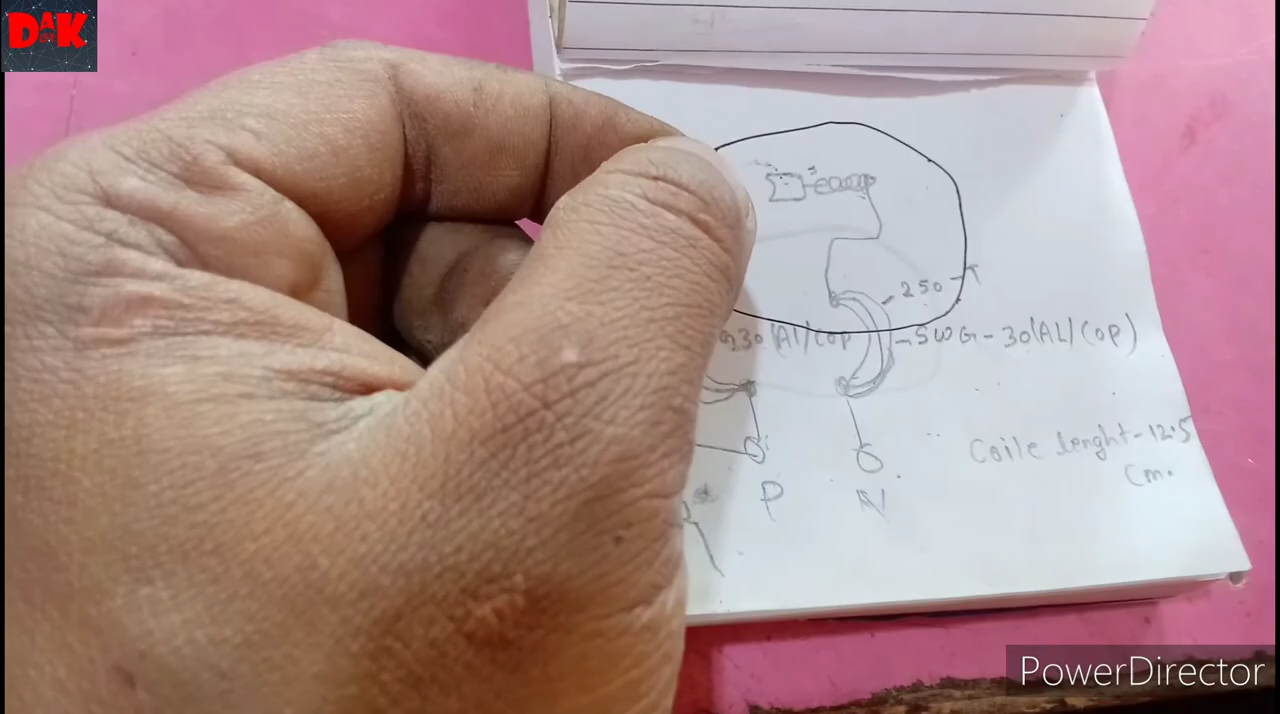 DAK
250-T
30(Al/Cop
-SWG-30(AL/Cop)
Coile lenght-12.5
Cm.
P
N
PowerDirector